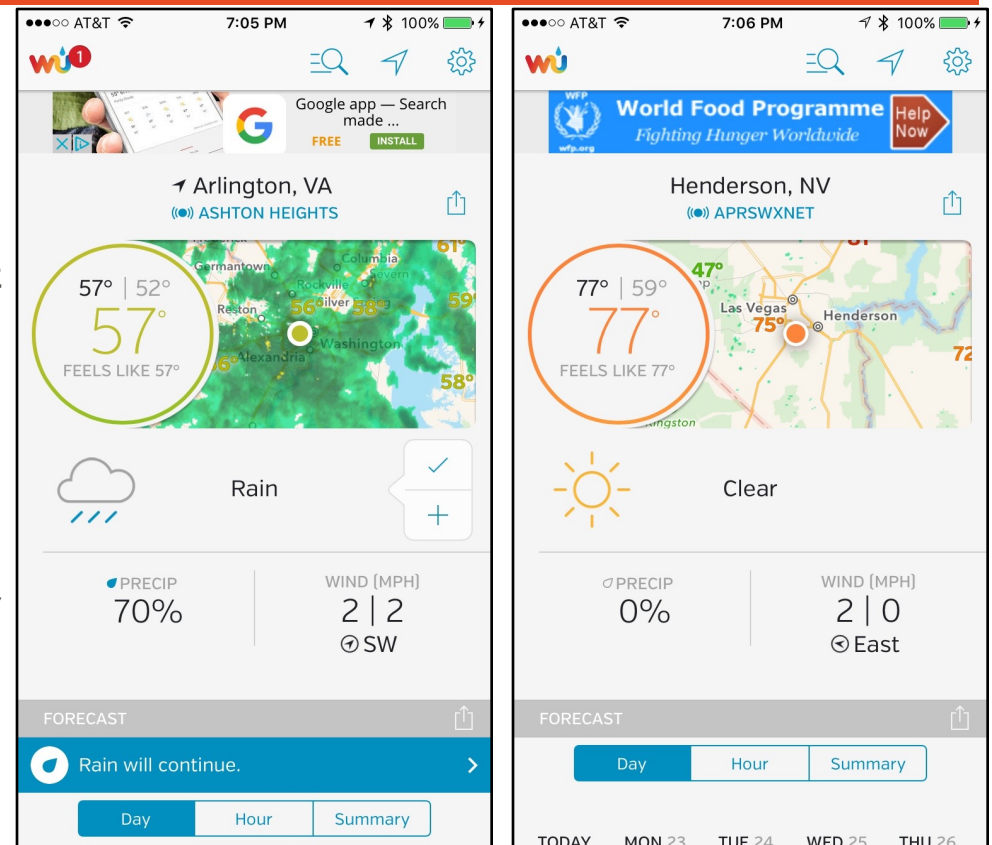 ●●●○○ AT&T 7:05 PM 100%
wu 1
Google app — Search
made ...
FREE INSTALL
Arlington, VA
ASHTON HEIGHTS
57° | 52°
57°
FEELS LIKE 57°
61°
Germantown
Columbia
Severn
Rockville
Reston
56°
Silver
58°
59°
Washington
Alexandria
6°
58°
Rain
PRECIP
70%
WIND (MPH)
2 | 2
SW
FORECAST
Rain will continue.
Day Hour Summary
●●●○○ AT&T 7:06 PM 100%
wu
WFP
wfp.org
World Food Programme
Fighting Hunger Worldwide
Help
Now
Henderson, NV
APRSWXNET
77° | 59°
77°
FEELS LIKE 77°
47°
Las Vegas
75°
Henderson
72
ngston
Clear
PRECIP
0%
WIND (MPH)
2 | 0
East
FORECAST
Day Hour Summary
TODAY MON 23 TUE 24 WED 25 THU 26